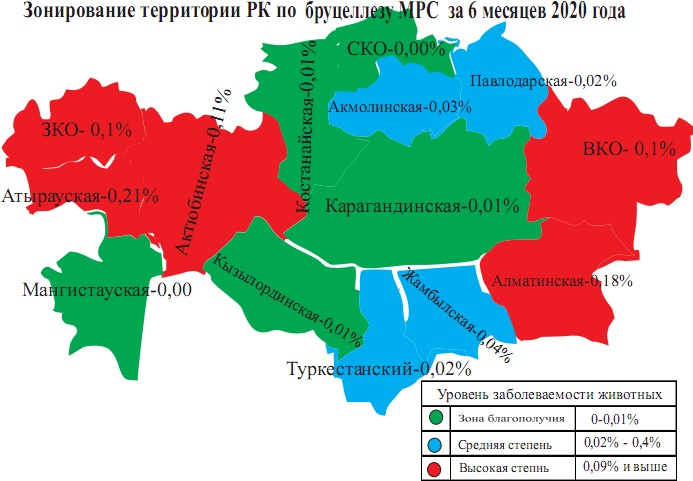 Зонирование территории РК по бруцеллезу МРС за 6 месяцев 2020 года
СКО-0,00%
Павлодарская-0,02%
Костанайская-0,01%
Акмолинская-0,03%
ЗКО- 0,1%
Актюбинская-0,11%
ВКО- 0,1%
Атырауская-0,21%
Карагандинская-0,01%
Мангистауская-0,00
Кызылординская-0,01%
Жамбылская-0,04%
Алматинская-0,18%
Туркестанский-0,02%
Уровень заболеваемости животных
Зона благополучия 0-0,01%
Средняя степень 0,02% - 0,4%
Высокая степнь 0,09% и выше